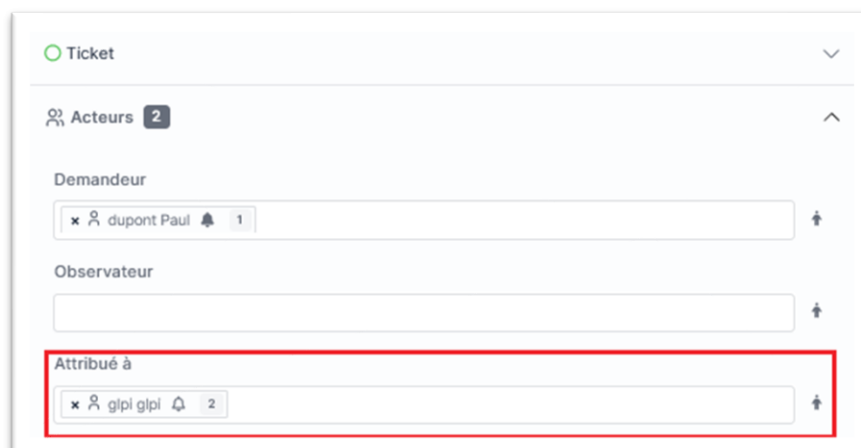 Ticket
Acteurs 2
Demandeur
× dupont Paul 1
Observateur
Attribué à
× glpi glpi 2